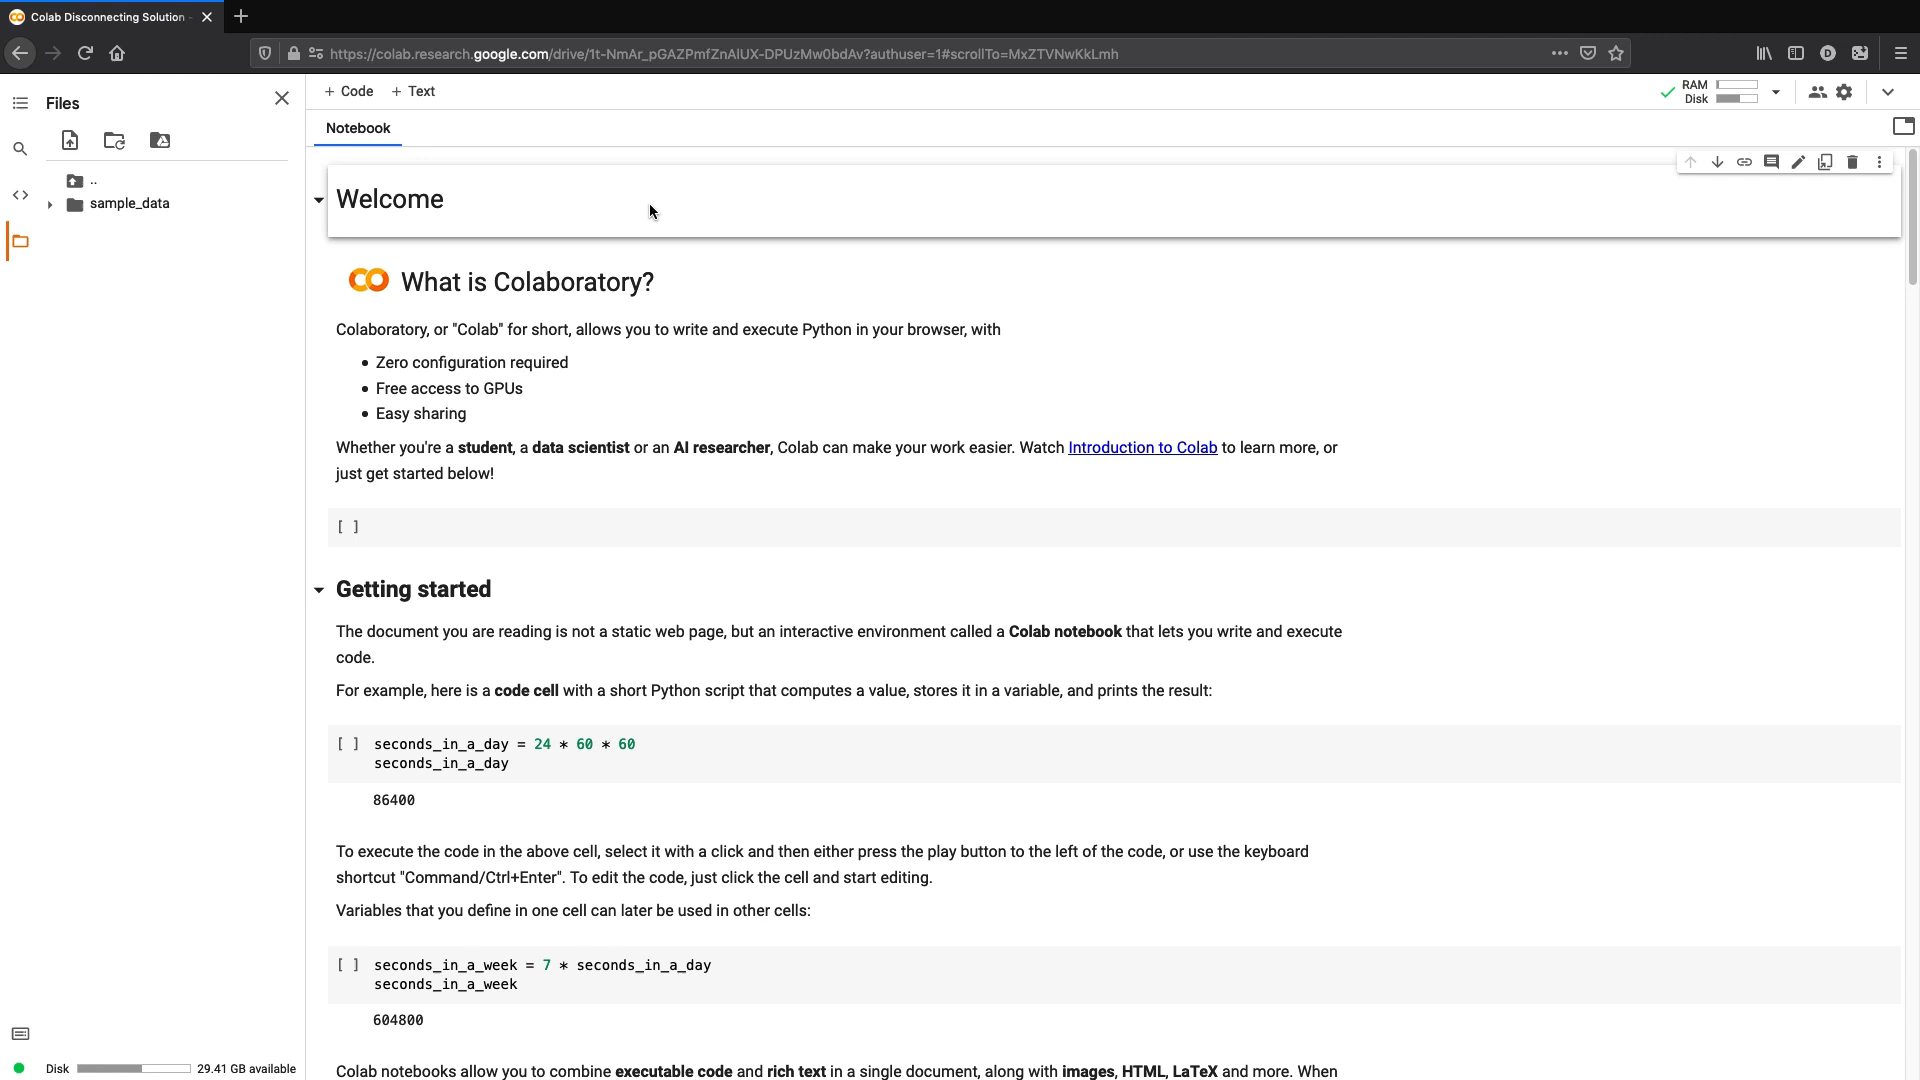 Colab Disconnecting Solution
https://colab.research.google.com/drive/1t-NmAr_pGAZPmfZnAlUX-DPUzMw0bdAv?authuser=1#scrollTo=MxZTVNwKkLmh
Files
+ Code + Text
RAM
Disk
Notebook
..
sample_data
Welcome
What is Colaboratory?
Colaboratory, or "Colab" for short, allows you to write and execute Python in your browser, with
• Zero configuration required
• Free access to GPUs
• Easy sharing
Whether you're a student, a data scientist or an AI researcher, Colab can make your work easier. Watch Introduction to Colab to learn more, or
just get started below!
[ ]
Getting started
The document you are reading is not a static web page, but an interactive environment called a Colab notebook that lets you write and execute
code.
For example, here is a code cell with a short Python script that computes a value, stores it in a variable, and prints the result:
[ ] seconds_in_a_day = 24 * 60 * 60
seconds_in_a_day
86400
To execute the code in the above cell, select it with a click and then either press the play button to the left of the code, or use the keyboard
shortcut "Command/Ctrl+Enter". To edit the code, just click the cell and start editing.
Variables that you define in one cell can later be used in other cells:
[ ] seconds_in_a_week = 7 * seconds_in_a_day
seconds_in_a_week
604800
Disk 29.41 GB available
Colab notebooks allow you to combine executable code and rich text in a single document, along with images, HTML, LaTeX and more. When